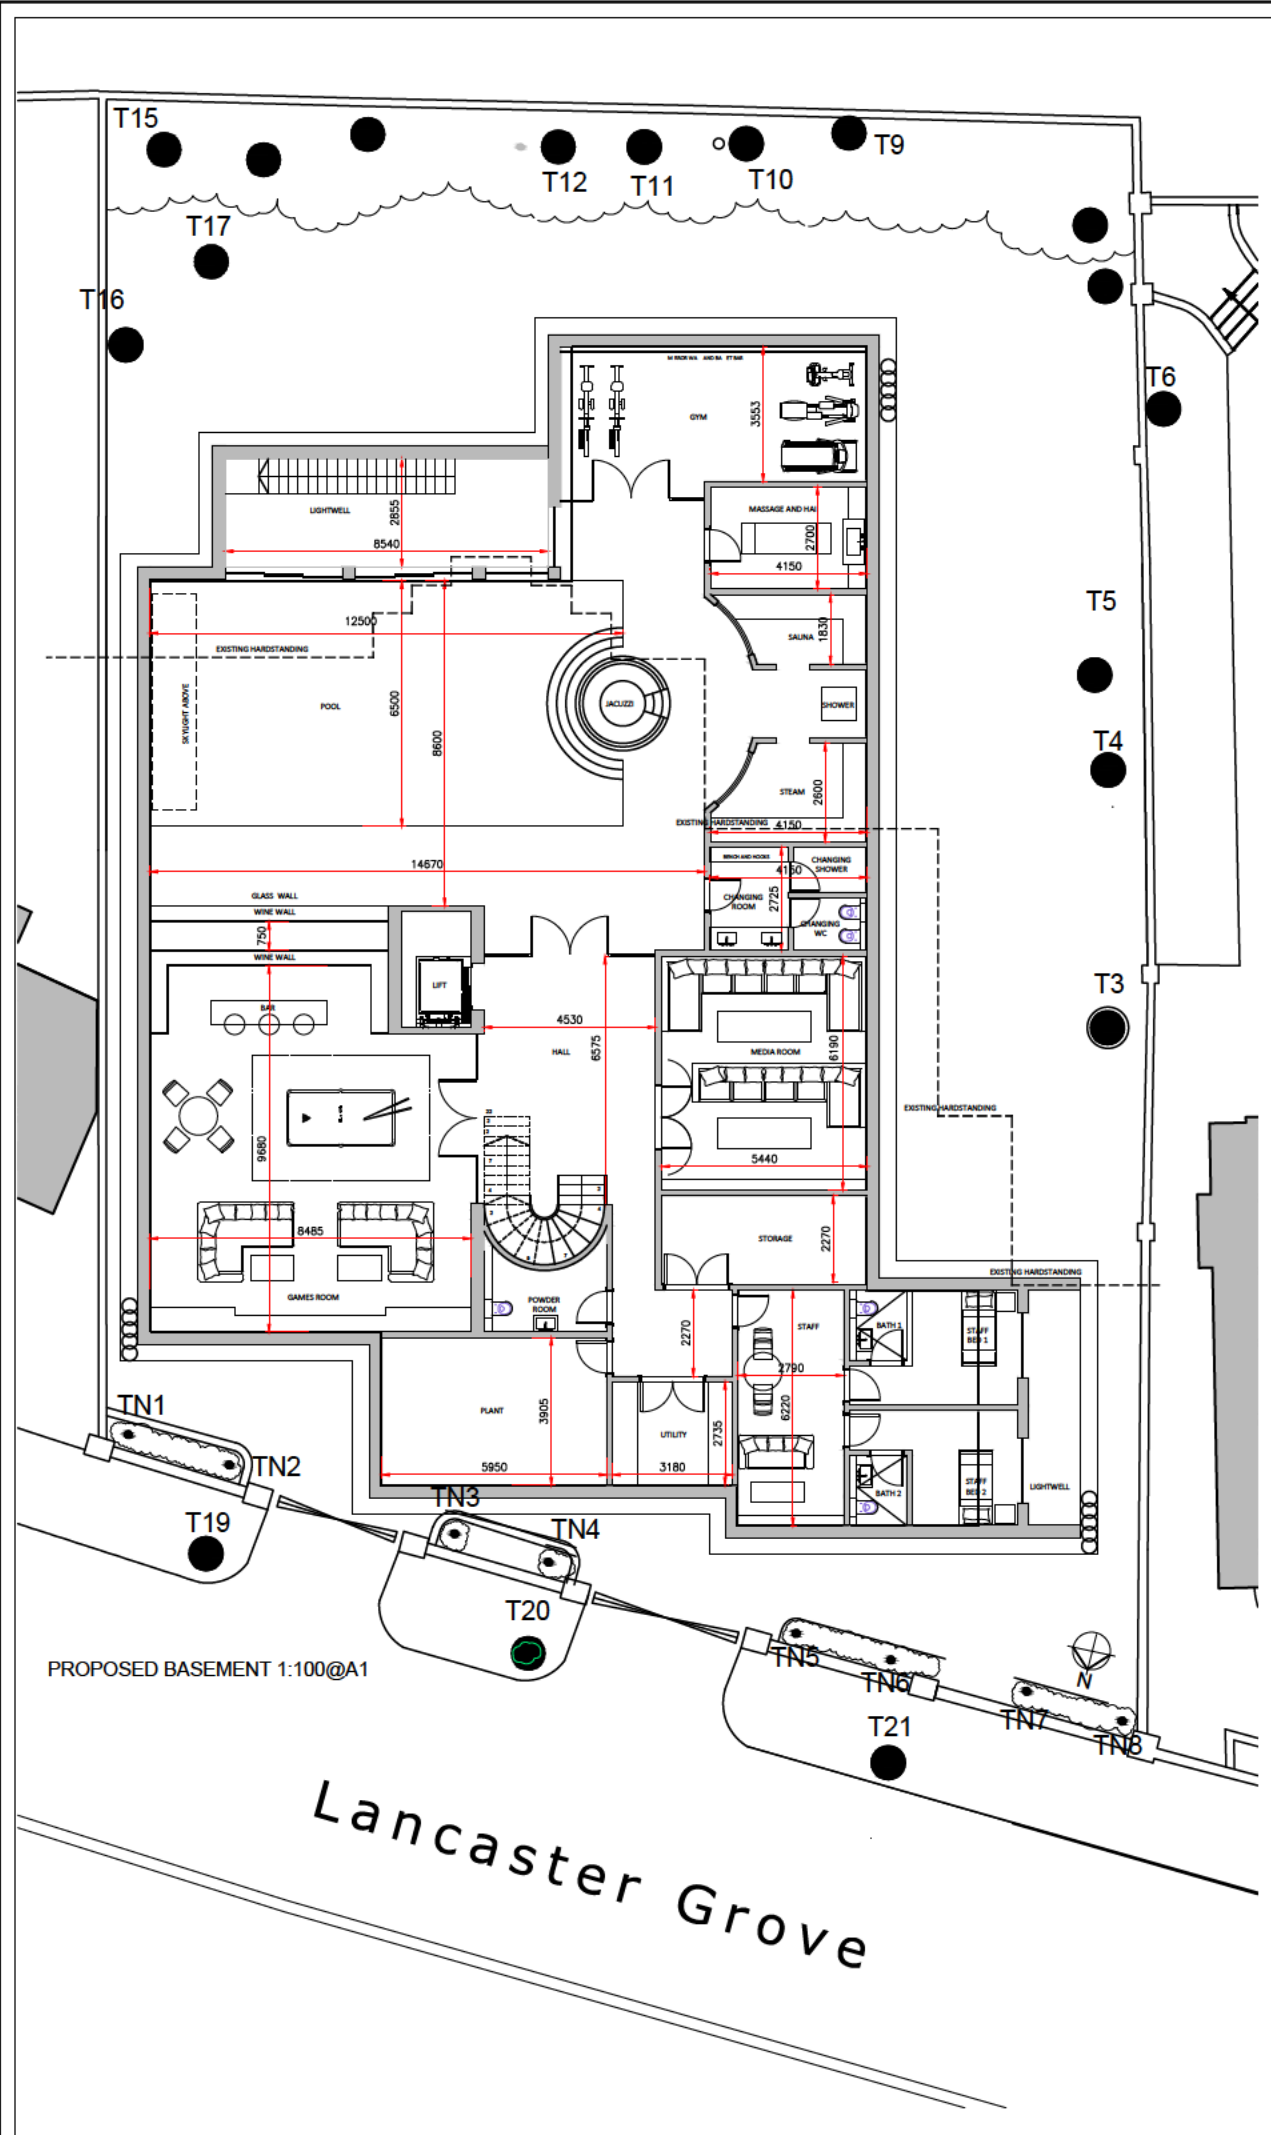 T15
T9
T12
T11
T10
T17
T16
T6
GYM
3553
LIGHTWELL
2855
8540
MASSAGE AND HAI
2700
4150
T5
12500
EXISTING HARDSTANDING
SAUNA
1830
SKYLIGHT ABOVE
POOL
6500
8600
JACUZZI
SHOWER
T4
STEAM
2600
EXISTING HARDSTANDING
4150
14670
BENCH AND HOOKS
CHANGING
SHOWER
4150
2725
CHANGING
ROOM
CHANGING
WC
GLASS WALL
WINE WALL
750
WINE WALL
LIFT
T3
BAR
4530
HALL
6575
MEDIA ROOM
6190
EXISTING HARDSTANDING
9680
5440
8485
STORAGE
2270
EXISTING HARDSTANDING
GAMES ROOM
POWDER
ROOM
2270
STAFF
BATH 1
STAFF
BED 1
2790
6220
PLANT
3905
UTILITY
2735
5950
3180
BATH 2
STAFF
BED 2
LIGHTWELL
TN1
TN2
TN3
TN4
T19
T20
PROPOSED BASEMENT 1:100@A1
TN5
TN6
N
TN7
TN8
T21
Lancaster Grove